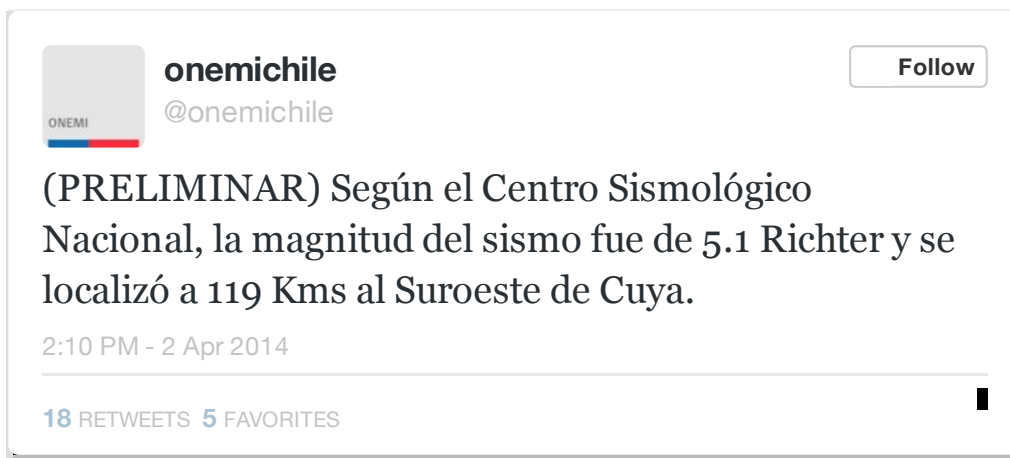 onemichile
Follow
@onemichile
ONEMI
(PRELIMINAR) Según el Centro Sismológico
Nacional, la magnitud del sismo fue de 5.1 Richter y se
localizó a 119 Kms al Suroeste de Cuya.
2:10 PM - 2 Apr 2014
18 RETWEETS 5 FAVORITES